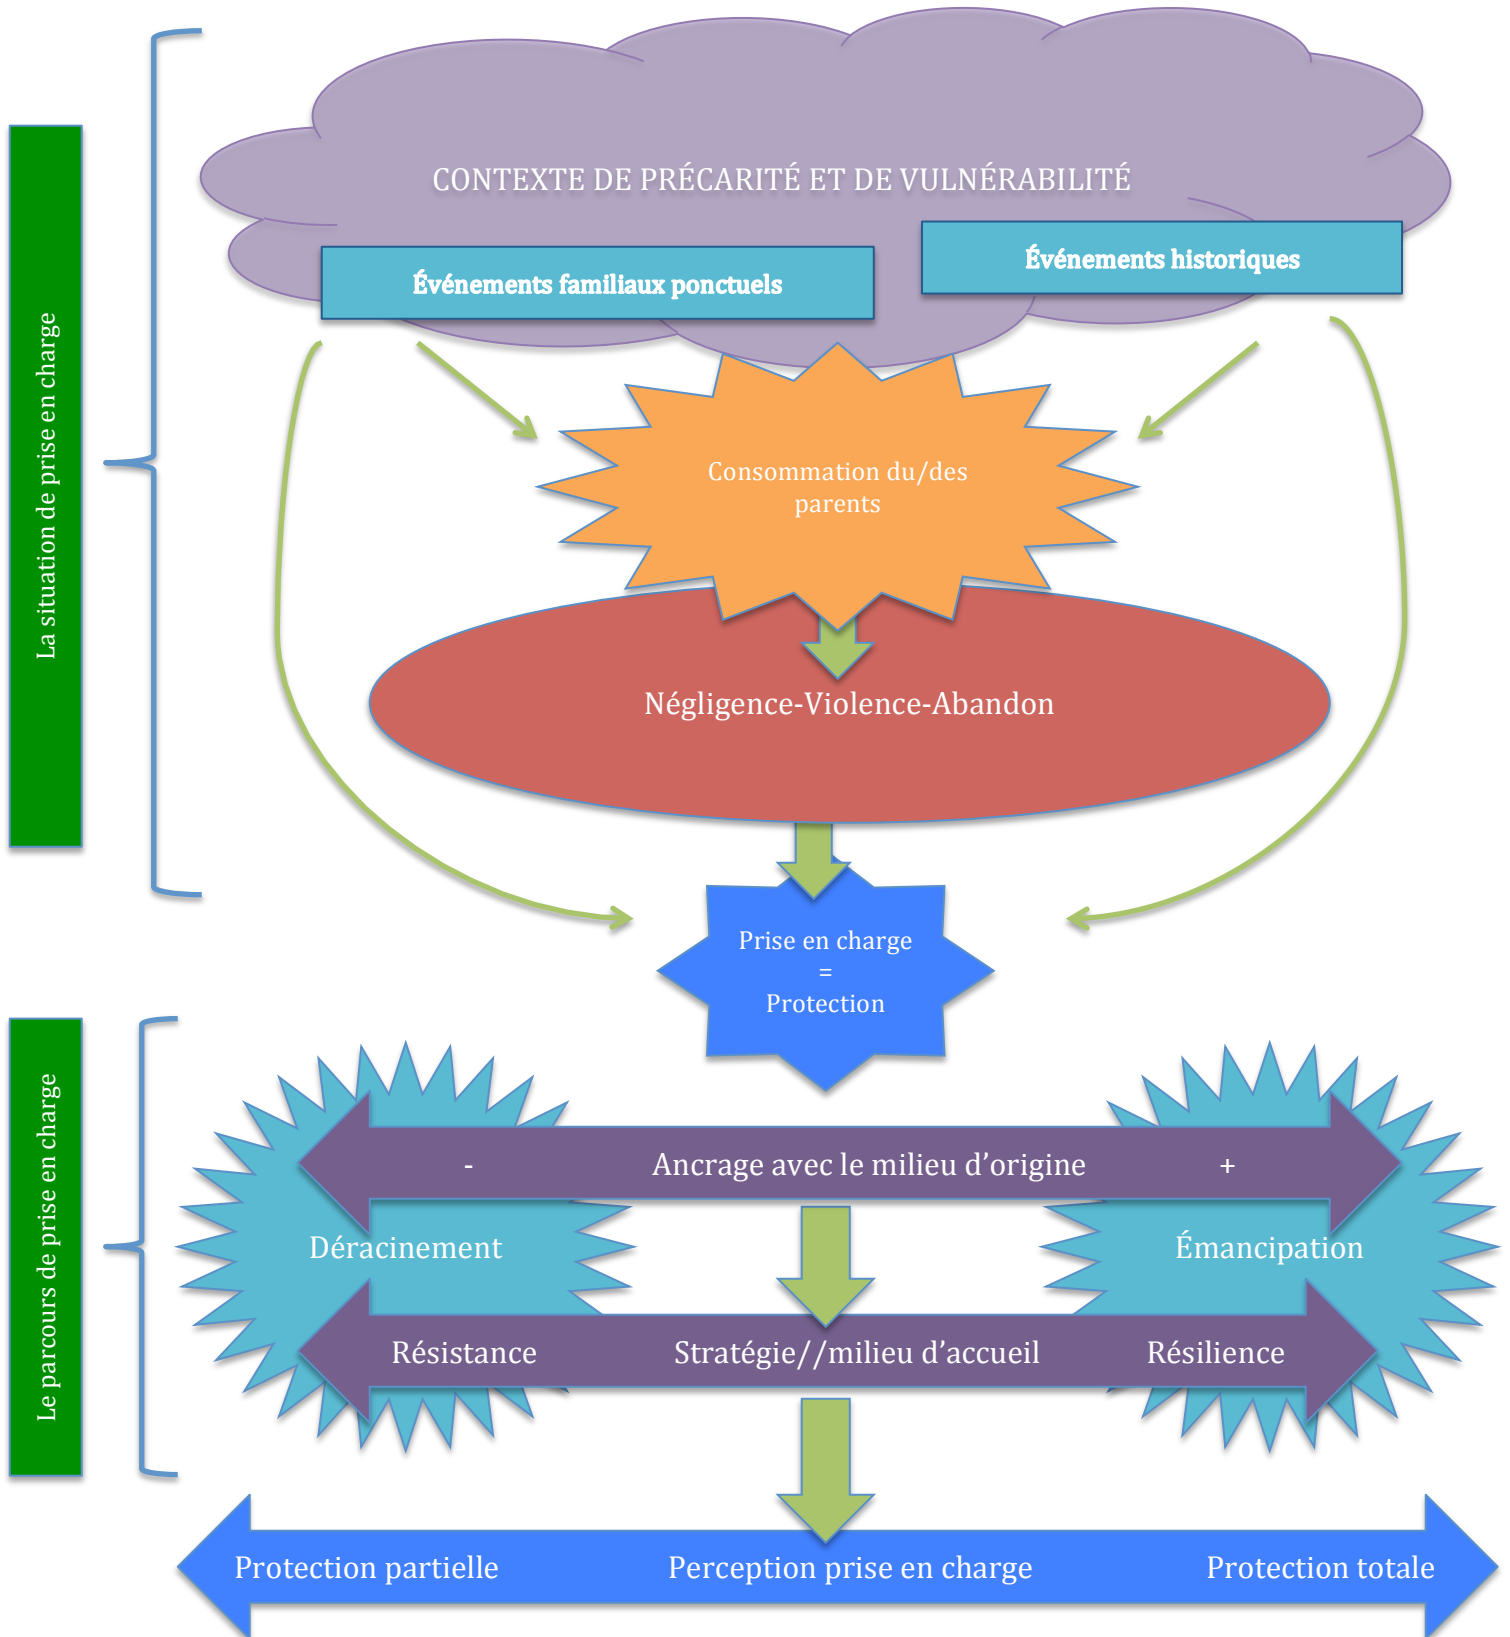 La situation de prise en charge
CONTEXTE DE PRÉCARITÉ ET DE VULNÉRABILITÉ
Événements familiaux ponctuels
Événements historiques
Consommation du/des
parents
Négligence-Violence-Abandon
Prise en charge
=
Protection
Le parcours de prise en charge
- Ancrage avec le milieu d’origine +
Déracinement
Émancipation
Résistance Stratégie//milieu d’accueil Résilience
Protection partielle Perception prise en charge Protection totale